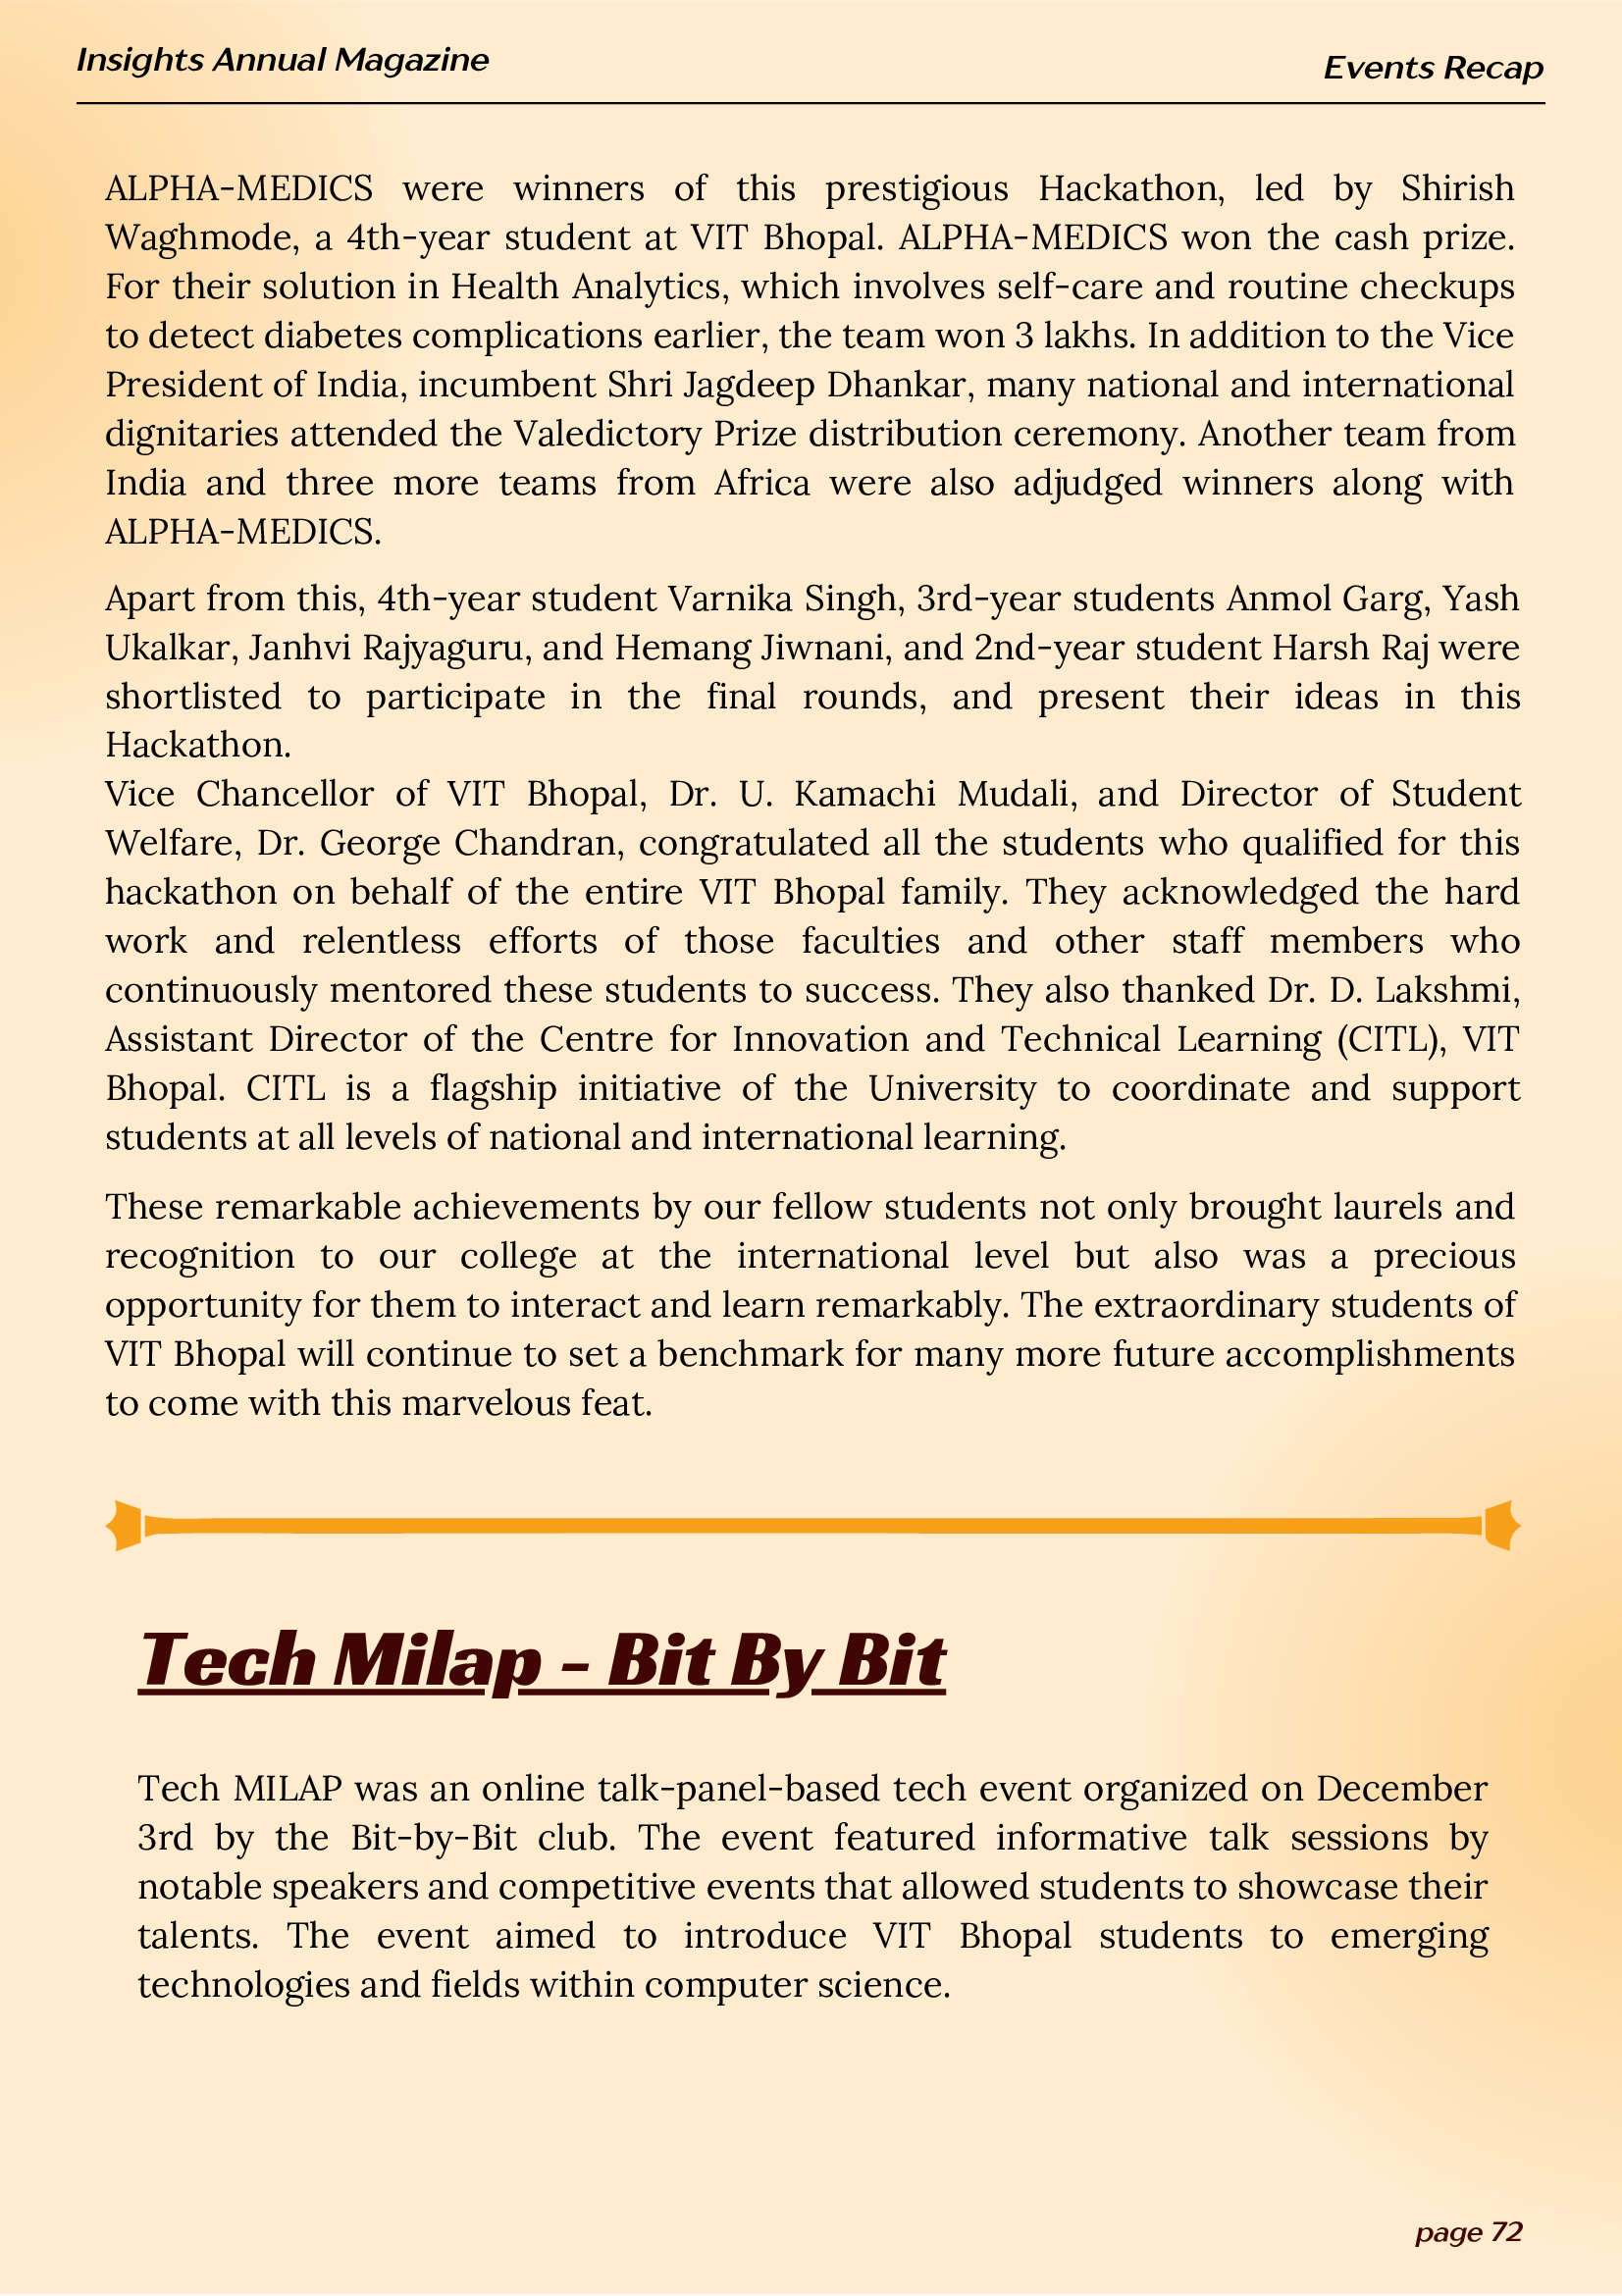 Insights Annual Magazine
Events Recap
ALPHA-MEDICS were winners of this prestigious Hackathon, led by Shirish
Waghmode, a 4th-year student at VIT Bhopal. ALPHA-MEDICS won the cash prize.
For their solution in Health Analytics, which involves self-care and routine checkups
to detect diabetes complications earlier, the team won 3 lakhs. In addition to the Vice
President of India, incumbent Shri Jagdeep Dhankar, many national and international
dignitaries attended the Valedictory Prize distribution ceremony. Another team from
India and three more teams from Africa were also adjudged winners along with
ALPHA-MEDICS.
Apart from this, 4th-year student Varnika Singh, 3rd-year students Anmol Garg, Yash
Ukalkar, Janhvi Rajyaguru, and Hemang Jiwnani, and 2nd-year student Harsh Raj were
shortlisted to participate in the final rounds, and present their ideas in this
Hackathon.
Vice Chancellor of VIT Bhopal, Dr. U. Kamachi Mudali, and Director of Student
Welfare, Dr. George Chandran, congratulated all the students who qualified for this
hackathon on behalf of the entire VIT Bhopal family. They acknowledged the hard
work and relentless efforts of those faculties and other staff members who
continuously mentored these students to success. They also thanked Dr. D. Lakshmi,
Assistant Director of the Centre for Innovation and Technical Learning (CITL), VIT
Bhopal. CITL is a flagship initiative of the University to coordinate and support
students at all levels of national and international learning.
These remarkable achievements by our fellow students not only brought laurels and
recognition to our college at the international level but also was a precious
opportunity for them to interact and learn remarkably. The extraordinary students of
VIT Bhopal will continue to set a benchmark for many more future accomplishments
to come with this marvelous feat.
Tech Milap - Bit By Bit
Tech MILAP was an online talk-panel-based tech event organized on December
3rd by the Bit-by-Bit club. The event featured informative talk sessions by
notable speakers and competitive events that allowed students to showcase their
talents. The event aimed to introduce VIT Bhopal students to emerging
technologies and fields within computer science.
page 72